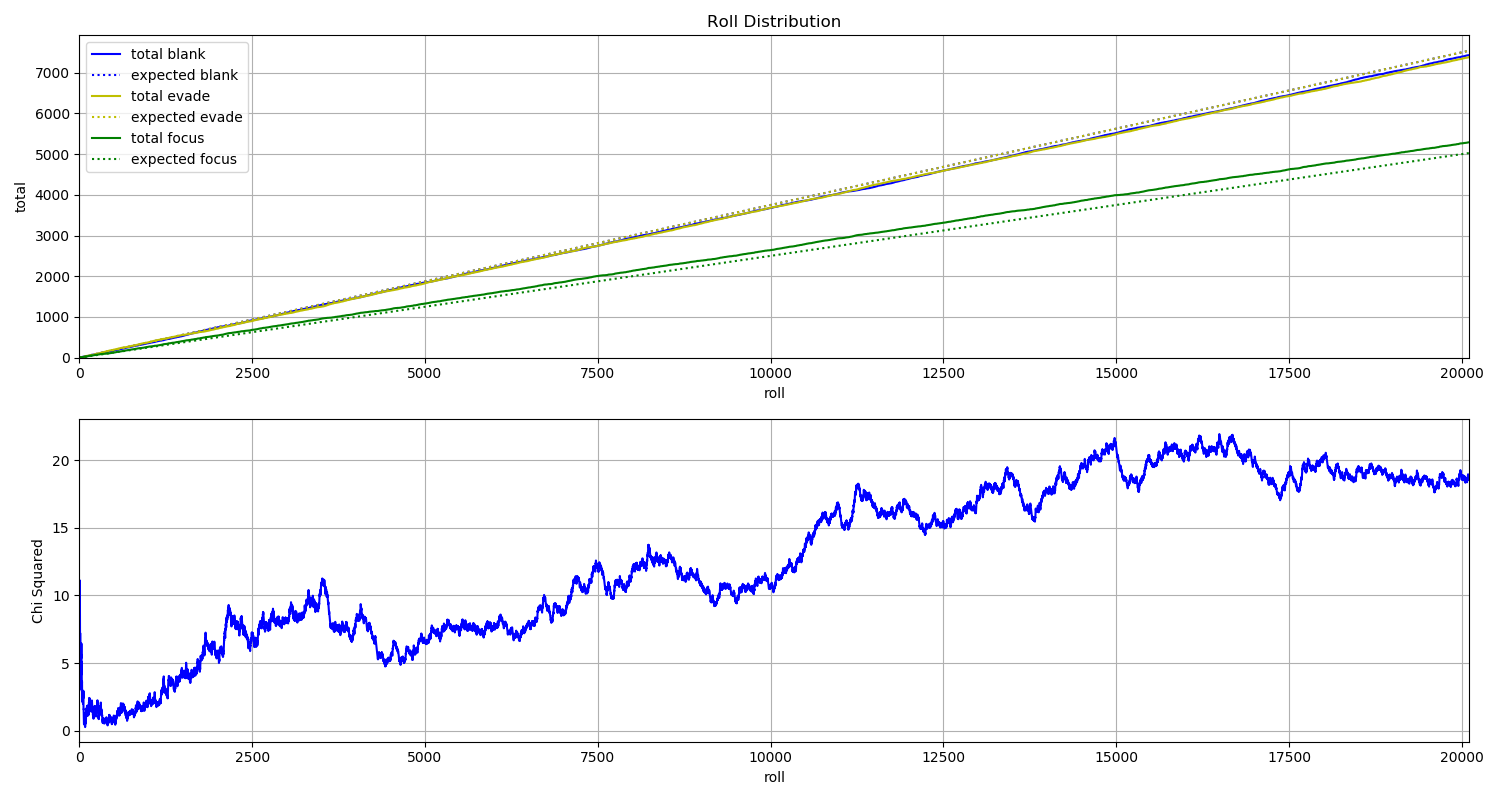 Roll Distribution
total blank
expected blank
total evade
expected evade
total focus
expected focus
7000
6000
5000
4000
3000
2000
1000
0
total
0 2500 5000 7500 10000 12500 15000 17500 20000
roll
20
15
10
5
0
Chi Squared
0 2500 5000 7500 10000 12500 15000 17500 20000
roll